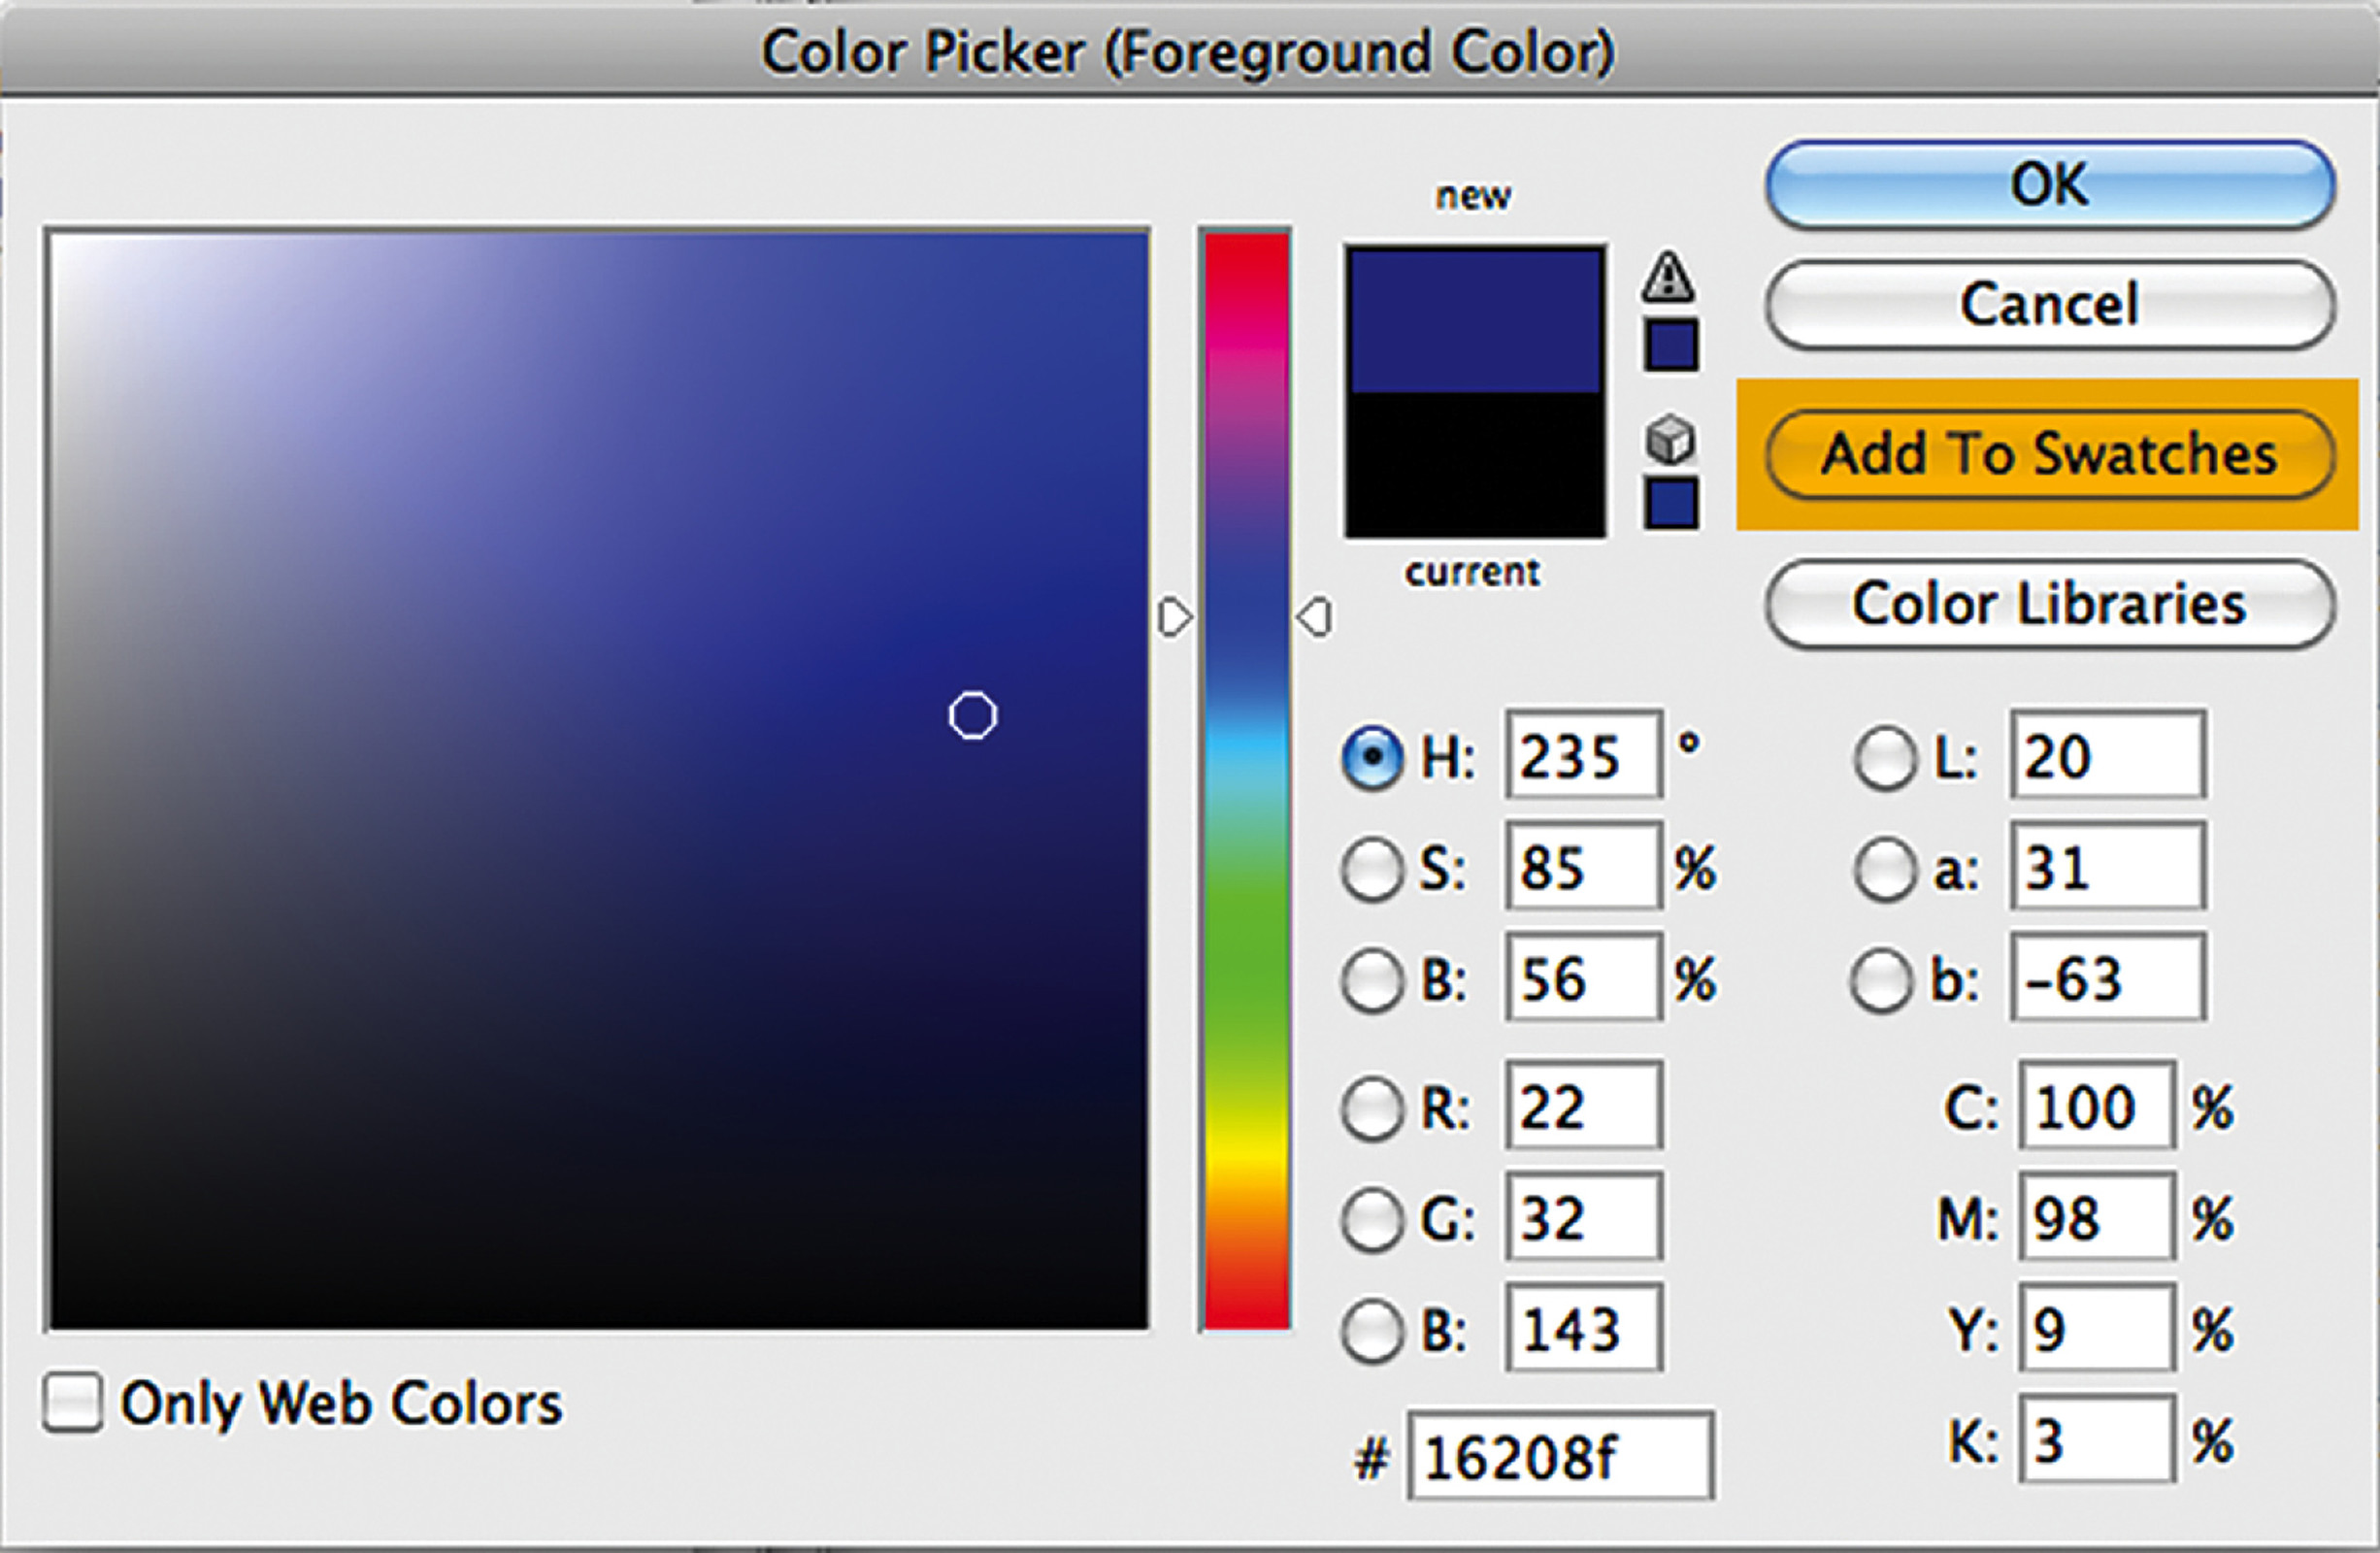 Color Picker (Foreground Color)
new
current
OK
Cancel
Add To Swatches
Color Libraries
H: 235 °
S: 85 %
B: 56 %
R: 22
G: 32
B: 143
# 16208f
L: 20
a: 31
b: -63
C: 100 %
M: 98 %
Y: 9 %
K: 3 %
Only Web Colors